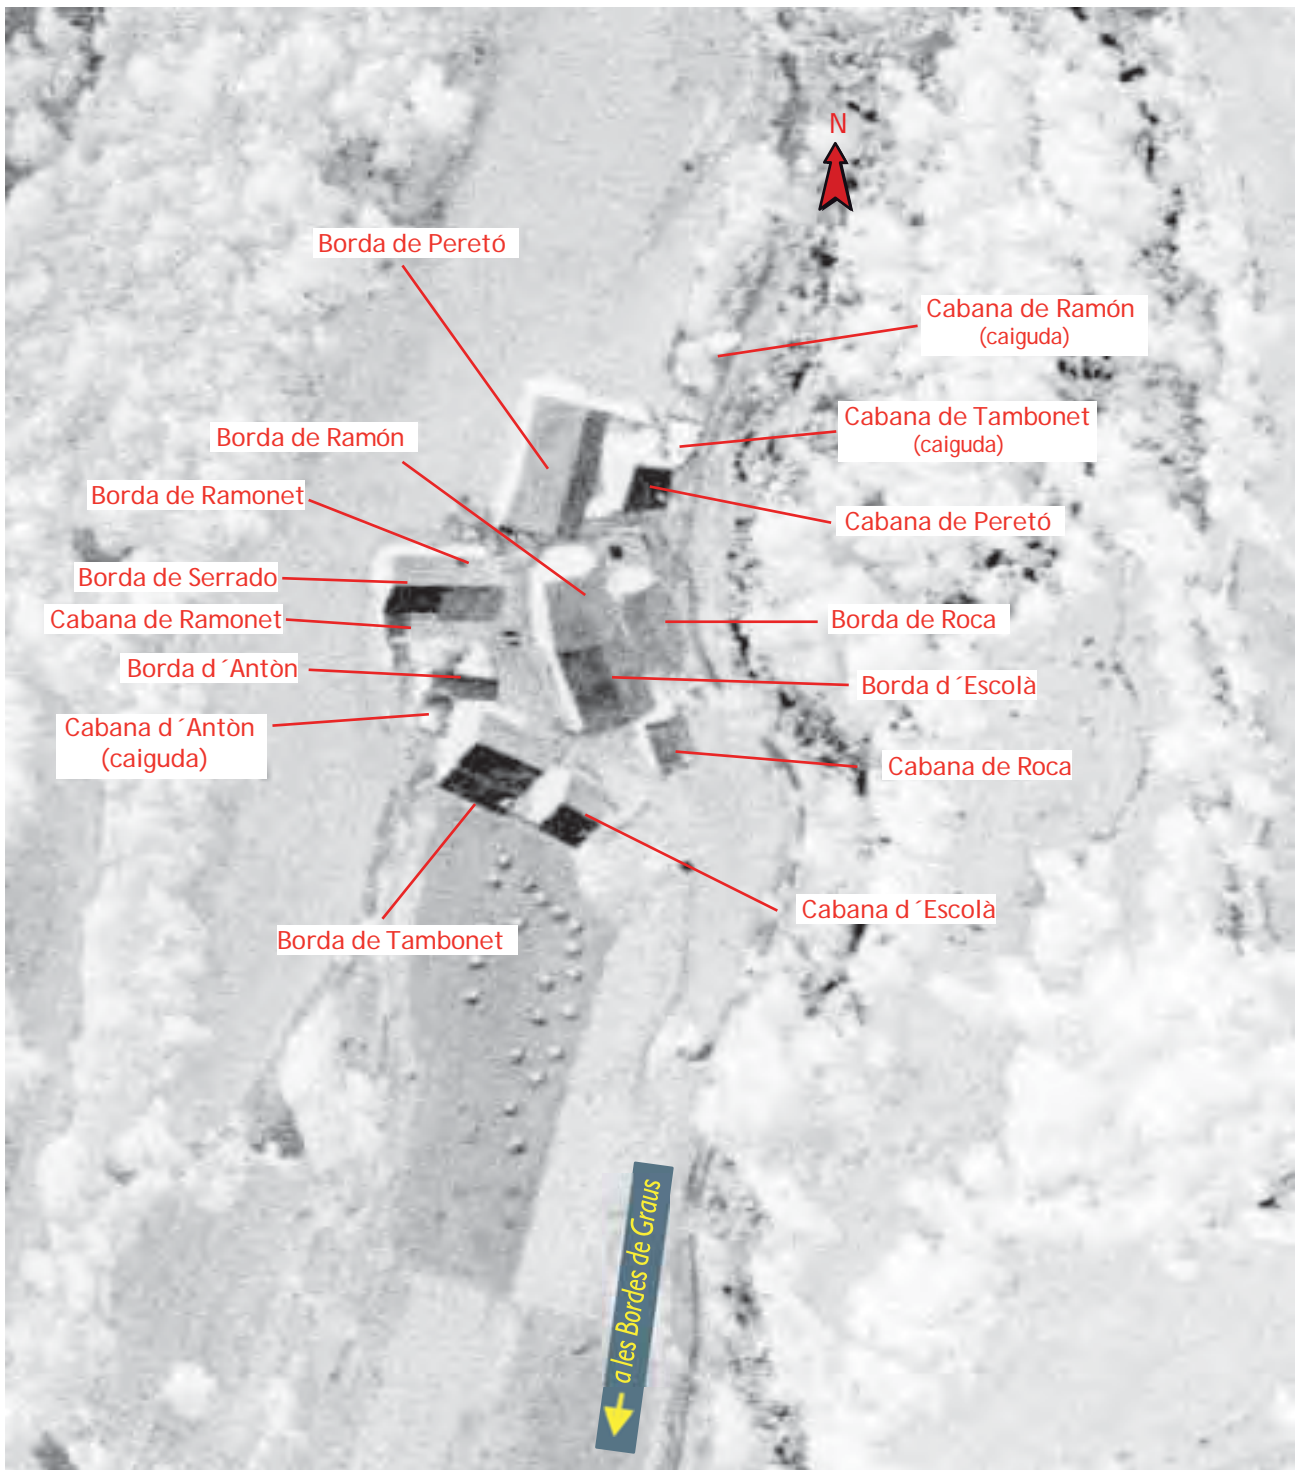 N
Borda de Peretó
Cabana de Ramón
(caiguda)
Cabana de Tambonet
(caiguda)
Borda de Ramón
Borda de Ramonet
Cabana de Peretó
Borda de Serrado
Cabana de Ramonet
Borda de Roca
Borda d´Antòn
Borda d´Escolà
Cabana d´Antòn
(caiguda)
Cabana de Roca
Cabana d´Escolà
Borda de Tambonet
a les Bordes de Graus